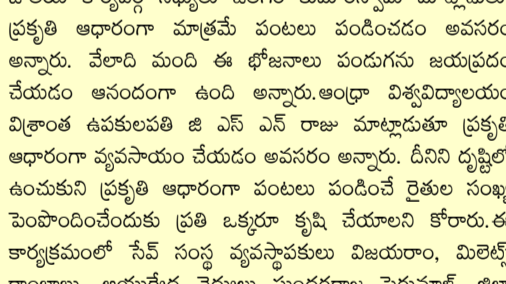 ప్రకృతి ఆధారంగా మాత్రమే పంటలు పండించడం అవసరం
అన్నారు. వేలాది మంది ఈ భోజనాలు పండుగను జయప్రదం
చేయడం ఆనందంగా ఉంది అన్నారు.ఆంధ్రా విశ్వవిద్యాలయం
విశ్రాంత ఉపకులపతి జి ఎస్ ఎన్ రాజు మాట్లాడుతూ ప్రకృతి
ఆధారంగా వ్యవసాయం చేయడం అవసరం అన్నారు. దీనిని దృష్టిలో
ఉంచుకుని ప్రకృతి ఆధారంగా పంటలు పండించే రైతుల సంఖ్య
పెంపొందించేందుకు ప్రతి ఒక్కరూ కృషి చేయాలని కోరారు.ఈ
కార్యక్రమంలో సేవ్ సంస్థ వ్యవస్థాపకులు విజయరాం, మిలెట్స్